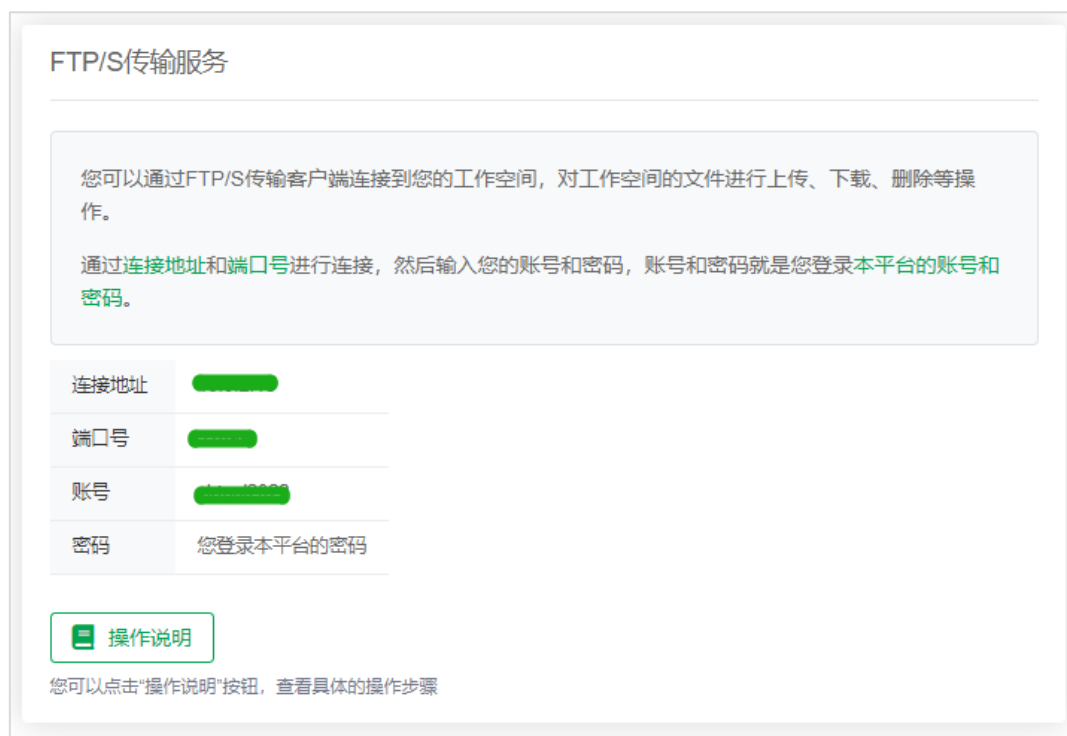 FTP/S传输服务
您可以通过FTP/S传输客户端连接到您的工作空间，对工作空间的文件进行上传、下载、删除等操
作。
通过连接地址和端口号进行连接，然后输入您的账号和密码，账号和密码就是您登录本平台的账号和
密码。
连接地址
端口号
账号
密码 您登录本平台的密码
操作说明
您可以点击“操作说明”按钮，查看具体的操作步骤